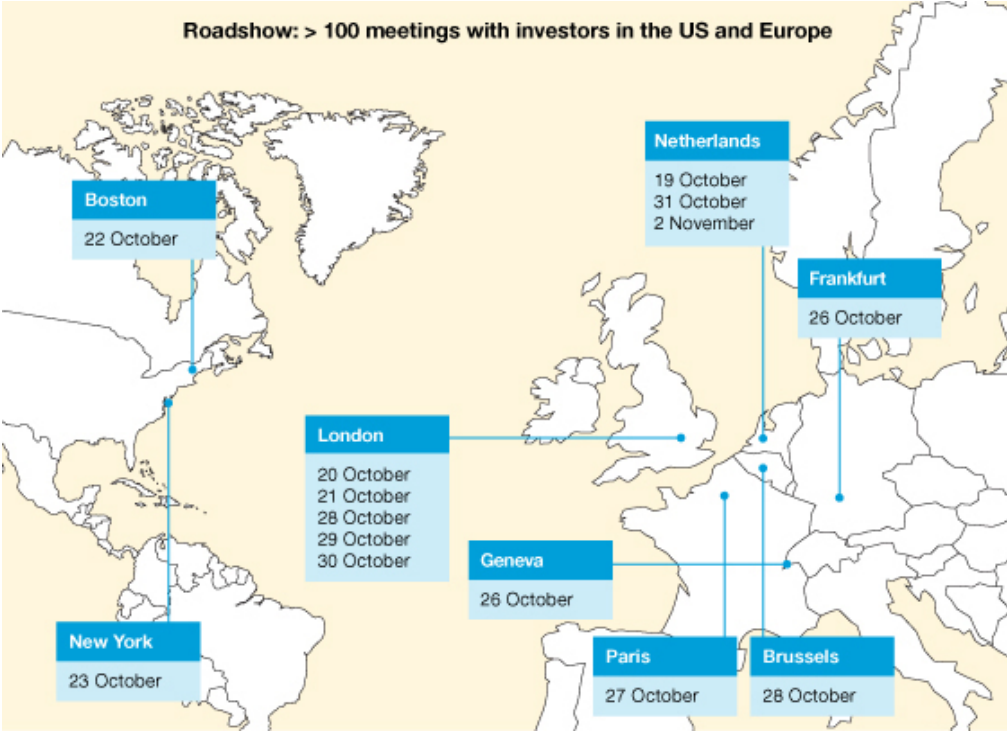 Roadshow: > 100 meetings with investors in the US and Europe
Netherlands
19 October
31 October
2 November
Boston
22 October
Frankfurt
26 October
London
20 October
21 October
28 October
29 October
30 October
Geneva
26 October
New York
23 October
Paris
27 October
Brussels
28 October